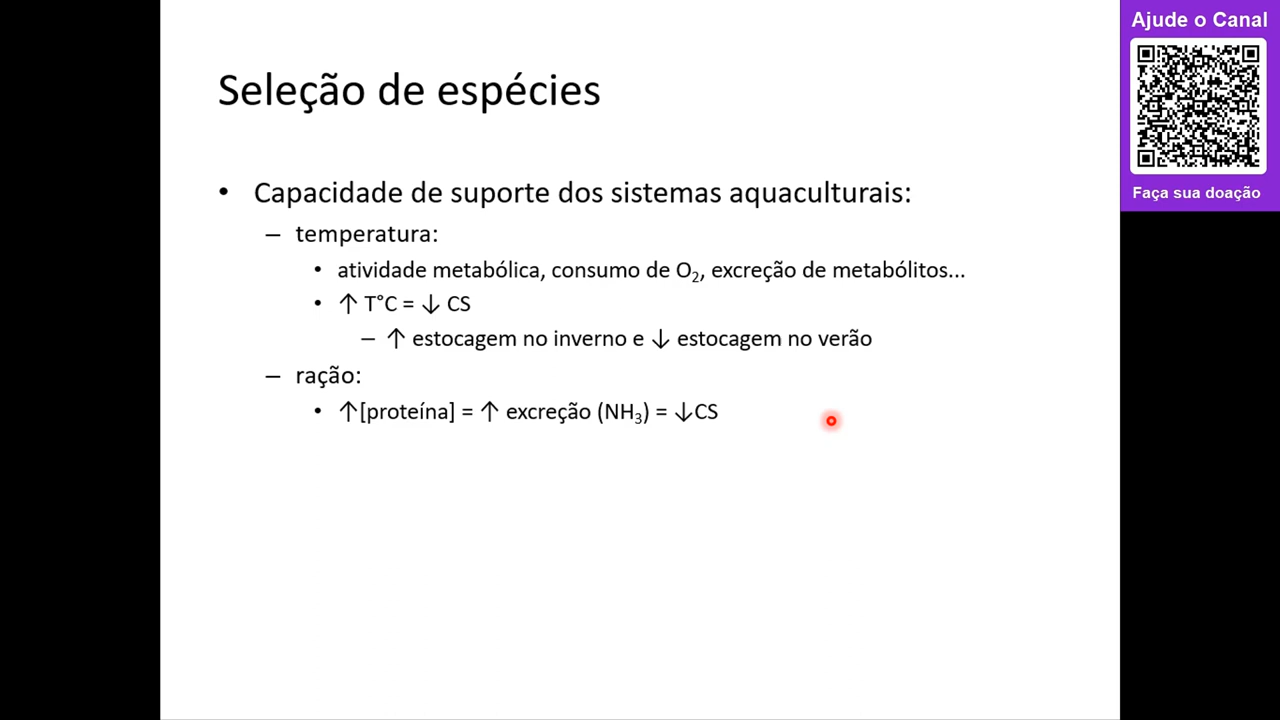 Seleção de espécies
• Capacidade de suporte dos sistemas aquaculturais:
– temperatura:
• atividade metabólica, consumo de O₂, excreção de metabólitos...
• ↑ T°C = ↓ CS
– ↑ estocagem no inverno e ↓ estocagem no verão
– ração:
• ↑[proteína] = ↑ excreção (NH₃) = ↓CS
Ajude o Canal
Faça sua doação